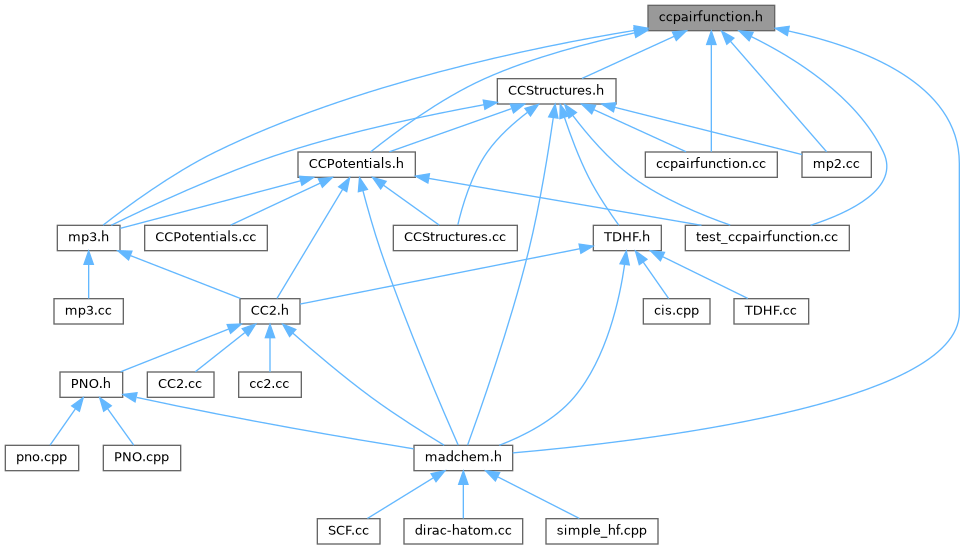 ccpairfunction.h
CCStructures.h
CCPotentials.h
ccpairfunction.cc
mp2.cc
mp3.h
CCPotentials.cc
CCStructures.cc
TDHF.h
test_ccpairfunction.cc
mp3.cc
CC2.h
cis.cpp
TDHF.cc
PNO.h
CC2.cc
cc2.cc
pno.cpp
PNO.cpp
madchem.h
SCF.cc
dirac-hatom.cc
simple_hf.cpp